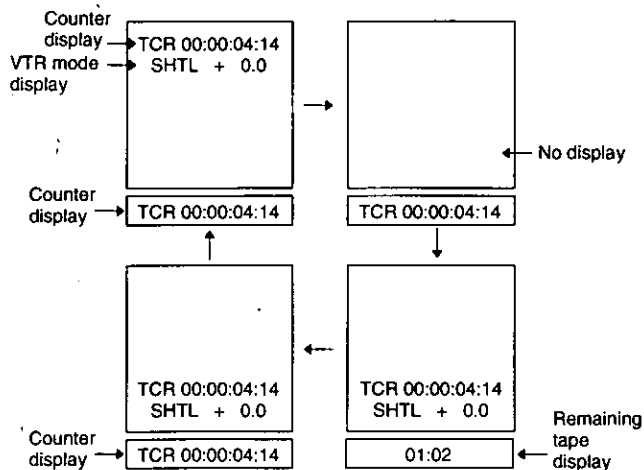 Counter
display
TCR 00:00:04:14
VTR mode
display
SHTL + 0.0
No display
Counter
display
TCR 00:00:04:14
TCR 00:00:04:14
TCR 00:00:04:14
SHTL + 0.0
TCR 00:00:04:14
SHTL + 0.0
Counter
display
TCR 00:00:04:14
01:02
Remaining
tape
display